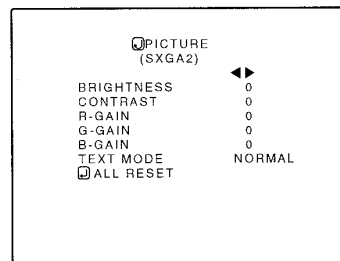 PICTURE
(SXGA2)
◀ ▶
BRIGHTNESS 0
CONTRAST 0
R-GAIN 0
G-GAIN 0
B-GAIN 0
TEXT MODE NORMAL
ALL RESET